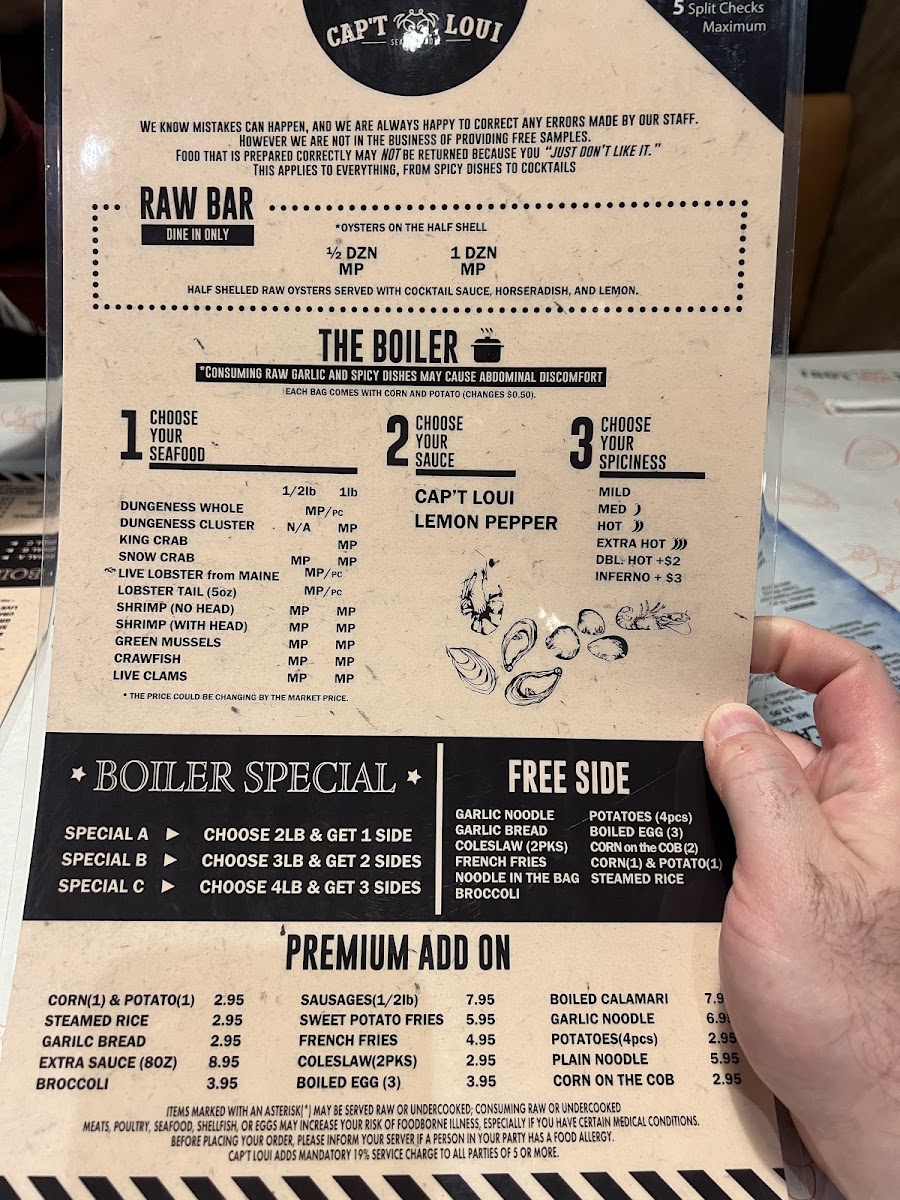 5 Split Checks
Maximum
CAP'T LOUI
WE KNOW MISTAKES CAN HAPPEN, AND WE ARE ALWAYS HAPPY TO CORRECT ANY ERRORS MADE BY OUR STAFF.
HOWEVER WE ARE NOT IN THE BUSINESS OF PROVIDING FREE SAMPLES.
FOOD THAT IS PREPARED CORRECTLY MAY NOT BE RETURNED BECAUSE YOU "JUST DON'T LIKE IT."
THIS APPLIES TO EVERYTHING, FROM SPICY DISHES TO COCKTAILS
RAW BAR
DINE IN ONLY
*OYSTERS ON THE HALF SHELL
½ DZN 1 DZN
MP MP
HALF SHELLED RAW OYSTERS SERVED WITH COCKTAIL SAUCE, HORSERADISH, AND LEMON.
THE BOILER
*CONSUMING RAW GARLIC AND SPICY DISHES MAY CAUSE ABDOMINAL DISCOMFORT
EACH BAG COMES WITH CORN AND POTATO (CHANGES $0.50).
1 CHOOSE
YOUR
SEAFOOD
1/2lb 1lb
DUNGENESS WHOLE MP/PC
DUNGENESS CLUSTER N/A MP
KING CRAB MP
SNOW CRAB MP MP
LIVE LOBSTER from MAINE MP/PC
LOBSTER TAIL (5oz) MP/PC
SHRIMP (NO HEAD) MP MP
SHRIMP (WITH HEAD) MP MP
GREEN MUSSELS MP MP
CRAWFISH MP MP
LIVE CLAMS MP MP
* THE PRICE COULD BE CHANGING BY THE MARKET PRICE.
2 CHOOSE
YOUR
SAUCE
CAP'T LOUI
LEMON PEPPER
3 CHOOSE
YOUR
SPICINESS
MILD
MED
HOT
EXTRA HOT
DBL. HOT +$2
INFERNO + $3
BOILER SPECIAL
SPECIAL A ► CHOOSE 2LB & GET 1 SIDE
SPECIAL B ► CHOOSE 3LB & GET 2 SIDES
SPECIAL C ► CHOOSE 4LB & GET 3 SIDES
FREE SIDE
GARLIC NOODLE
GARLIC BREAD
COLESLAW (2PKS)
FRENCH FRIES
NOODLE IN THE BAG
BROCCOLI
POTATOES (4pcs)
BOILED EGG (3)
CORN on the COB (2)
CORN(1) & POTATO(1)
STEAMED RICE
PREMIUM ADD ON
CORN(1) & POTATO(1) 2.95
STEAMED RICE 2.95
GARILC BREAD 2.95
EXTRA SAUCE (8OZ) 8.95
BROCCOLI 3.95
SAUSAGES(1/2lb) 7.95
SWEET POTATO FRIES 5.95
FRENCH FRIES 4.95
COLESLAW(2PKS) 2.95
BOILED EGG (3) 3.95
BOILED CALAMARI 7.9
GARLIC NOODLE 6.9
POTATOES(4pcs) 2.95
PLAIN NOODLE 5.95
CORN ON THE COB 2.95
ITEMS MARKED WITH AN ASTERISK(*) MAY BE SERVED RAW OR UNDERCOOKED; CONSUMING RAW OR UNDERCOOKED
MEATS, POULTRY, SEAFOOD, SHELLFISH, OR EGGS MAY INCREASE YOUR RISK OF FOODBORNE ILLNESS, ESPECIALLY IF YOU HAVE CERTAIN MEDICAL CONDITIONS.
BEFORE PLACING YOUR ORDER, PLEASE INFORM YOUR SERVER IF A PERSON IN YOUR PARTY HAS A FOOD ALLERGY.
CAP'T LOUI ADDS MANDATORY 19% SERVICE CHARGE TO ALL PARTIES OF 5 OR MORE.